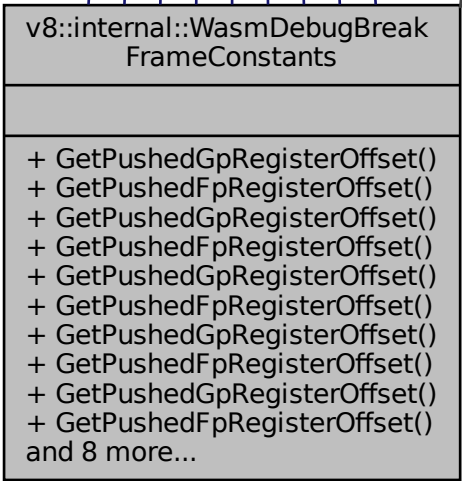 v8::internal::WasmDebugBreak
FrameConstants
+ GetPushedGpRegisterOffset()
+ GetPushedFpRegisterOffset()
+ GetPushedGpRegisterOffset()
+ GetPushedFpRegisterOffset()
+ GetPushedGpRegisterOffset()
+ GetPushedFpRegisterOffset()
+ GetPushedGpRegisterOffset()
+ GetPushedFpRegisterOffset()
+ GetPushedGpRegisterOffset()
+ GetPushedFpRegisterOffset()
and 8 more...